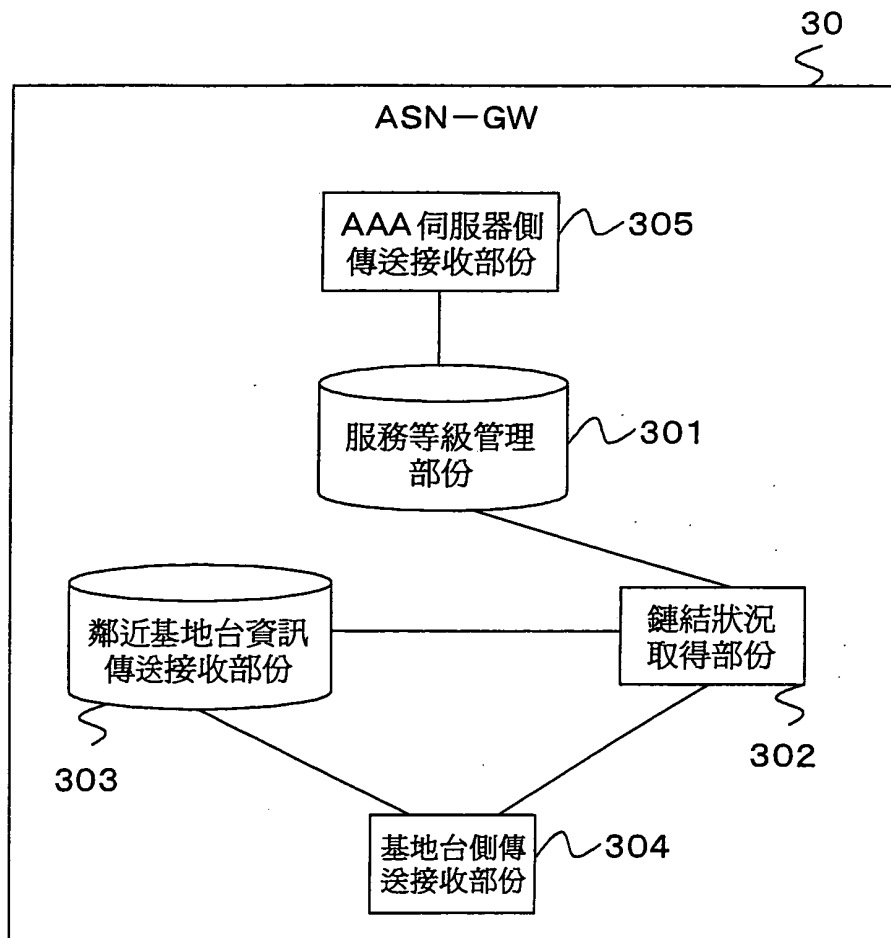 30
ASN－GW
AAA伺服器側
傳送接收部份
305
服務等級管理
部份
301
鄰近基地台資訊
傳送接收部份
303
鏈結狀況
取得部份
302
基地台側傳
送接收部份
304